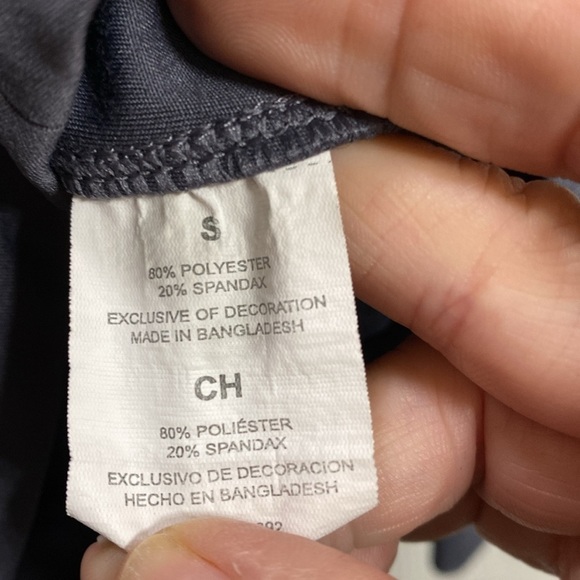 S
80% POLYESTER
20% SPANDAX
EXCLUSIVE OF DECORATION
MADE IN BANGLADESH
CH
80% POLIÉSTER
20% SPANDAX
EXCLUSIVO DE DECORACION
HECHO EN BANGLADESH